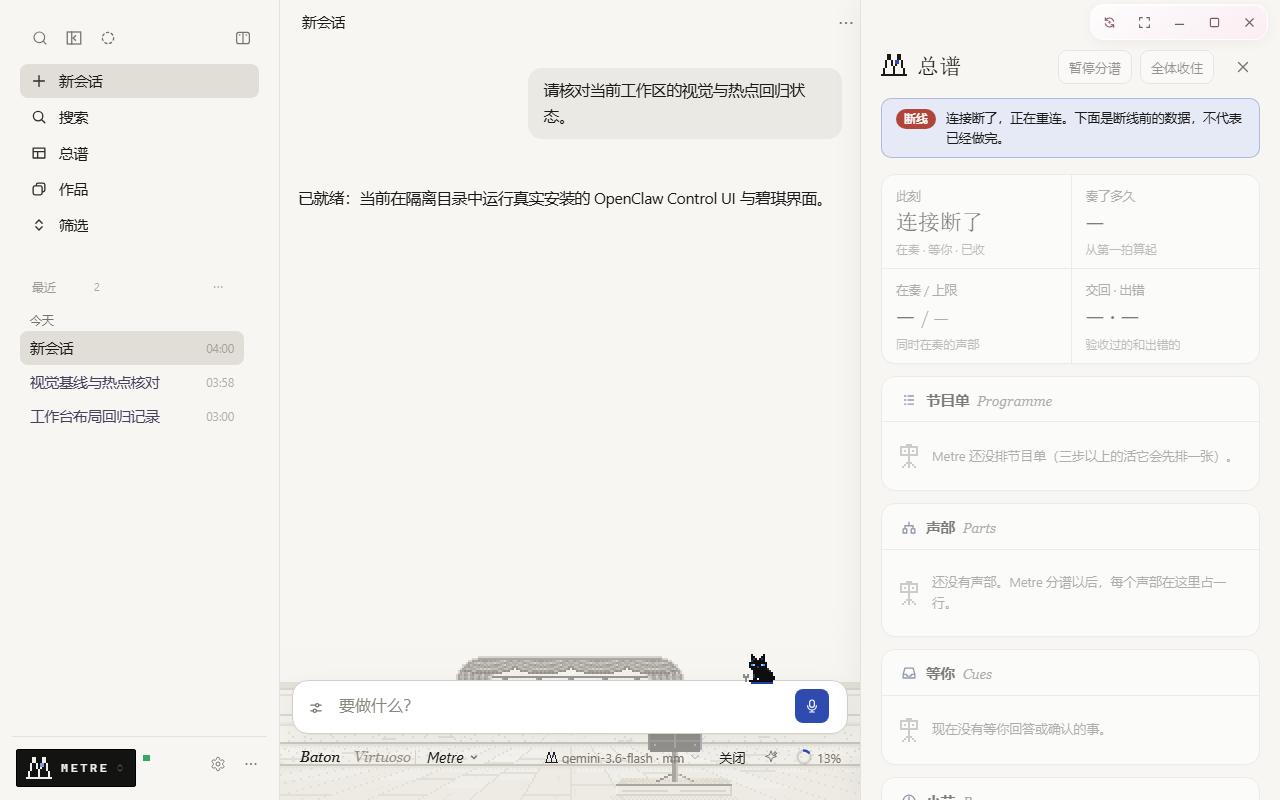 新会话
搜索
总谱
作品
筛选
最近 2
今天
新会话 04:00
视觉基线与热点核对 03:58
工作台布局回归记录 03:00
METRE
新会话
请核对当前工作区的视觉与热点回归状
态。
已就绪：当前在隔离目录中运行真实安装的 OpenClaw Control UI 与碧琪界面。
要做什么?
Baton Virtuoso Metre gemini-3.6-flash · mm 关闭 13%
总谱 暂停分谱 全体收住
断线 连接断了，正在重连。下面是断线前的数据，不代表
已经做完。
此刻
连接断了
在奏 · 等你 · 已收
奏了多久
—
从第一拍算起
在奏 / 上限
— / —
同时在奏的声部
交回 · 出错
— · —
验收过的和出错的
节目单 Programme
Metre 还没排节目单（三步以上的活它会先排一张）。
声部 Parts
还没有声部。Metre 分谱以后，每个声部在这里占一
行。
等你 Cues
现在没有等你回答或确认的事。